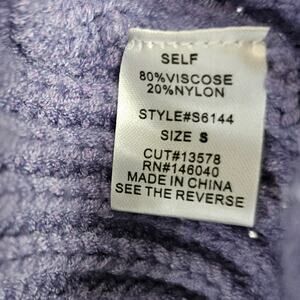 SELF
80%VISCOSE
20%NYLON
STYLE#S6144
SIZE S
CUT#13578
RN#146040
MADE IN CHINA
SEE THE REVERSE